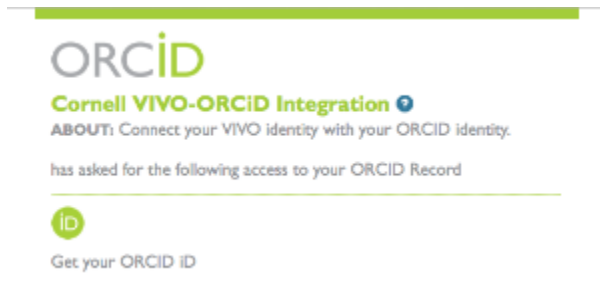 ORCiD
Cornell VIVO-ORCiD Integration ?
ABOUT: Connect your VIVO identity with your ORCID identity.
has asked for the following access to your ORCID Record
iD
Get your ORCID iD